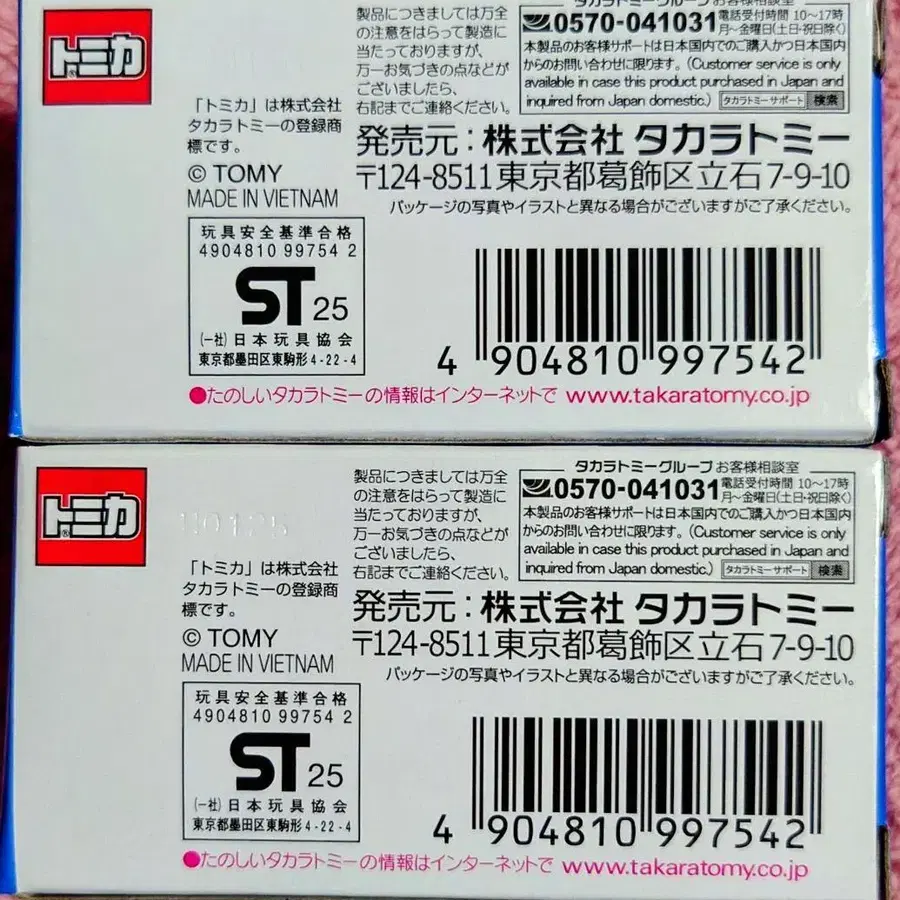 トミカ
製品につきましては万全
の注意をはらって製造に
当たっておりますが、
万一お気づきの点などが
ございましたら、
右記までご連絡ください。
タカラトミーグループ お客様相談室
0570-041031 電話受付時間 10~17時
月~金曜日(土日・祝日除く)
本製品のお客様サポートは日本国内でのご購入かつ日本国内
からのお問い合わせに限ります。(Customer service is only
available in case this product purchased in Japan and
inquired from Japan domestic.) タカラトミーサポート 検索
「トミカ」は株式会社
タカラトミーの登録商
標です。
© TOMY
MADE IN VIETNAM
発売元:株式会社 タカラトミー
〒124-8511東京都葛飾区立石7-9-10
パッケージの写真やイラストと異なる場合がございますがご了承ください。
玩具安全基準合格
4904810 99754 2
ST 25
(一社)日本玩具協会
東京都墨田区東駒形4-22-4
4 904810 997542
●たのしいタカラトミーの情報はインターネットで www.takaratomy.co.jp
トミカ®
製品につきましては万全
の注意をはらって製造に
当たっておりますが、
万一お気づきの点などが
ございましたら、
右記までご連絡ください。
タカラトミーグループ お客様相談室
0570-041031 電話受付時間 10~17時
月~金曜日(土日・祝日除く)
本製品のお客様サポートは日本国内でのご購入かつ日本国内
からのお問い合わせに限ります。(Customer service is only
available in case this product purchased in Japan and
inquired from Japan domestic.) タカラトミーサポート 検索
「トミカ」は株式会社
タカラトミーの登録商
標です。
© TOMY
MADE IN VIETNAM
発売元:株式会社 タカラトミー
〒124-8511東京都葛飾区立石7-9-10
パッケージの写真やイラストと異なる場合がございますがご了承ください。
玩具安全基準合格
4904810 99754 2
ST 25
(一社)日本玩具協会
東京都墨田区東駒形4-22-4
4 904810 997542
●たのしいタカラトミーの情報はインターネットで www.takaratomy.co.jp